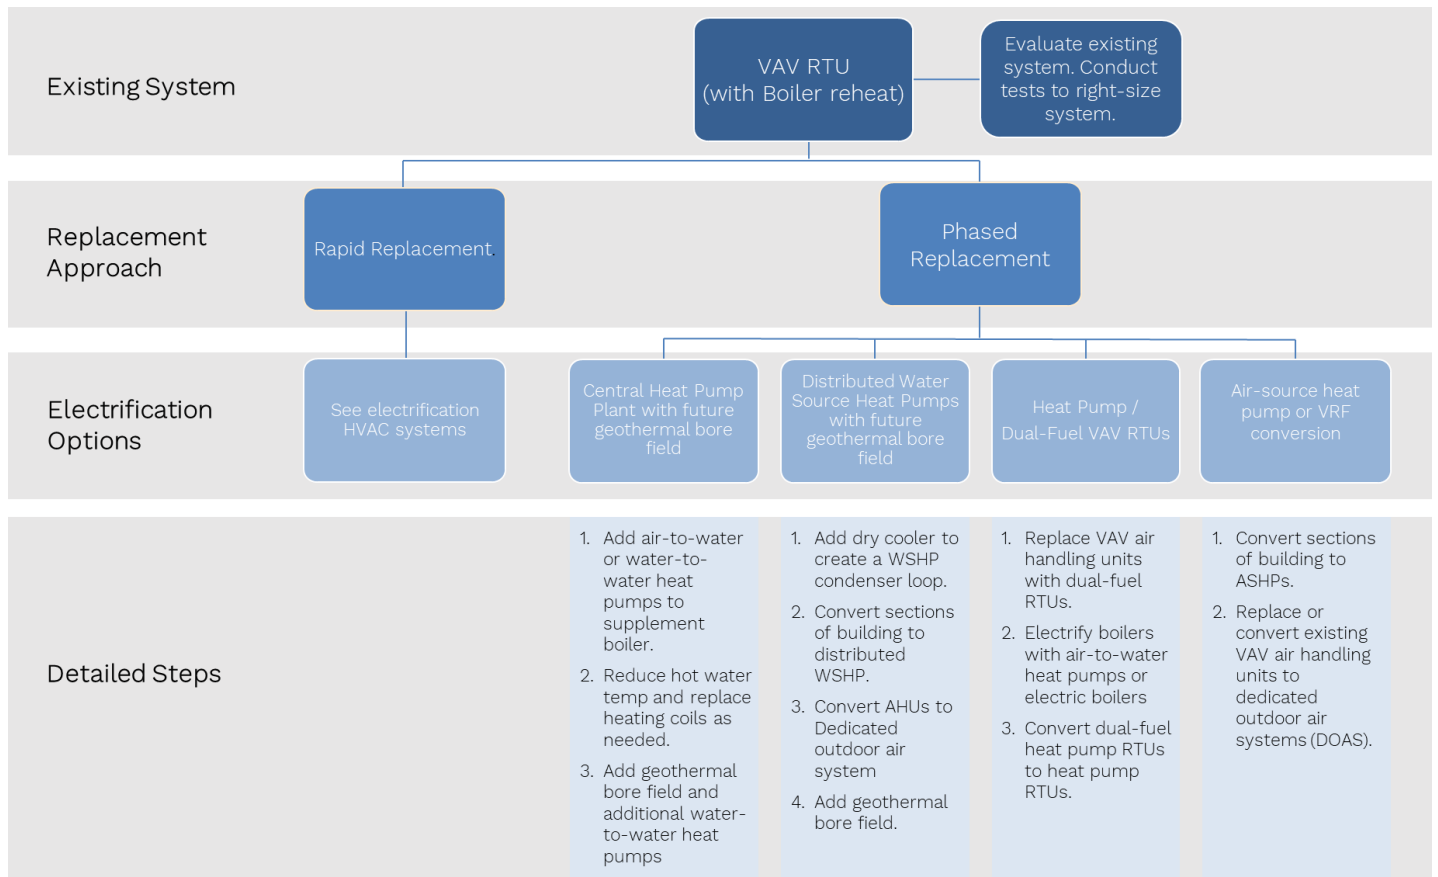 Existing System
VAV RTU
(with Boiler reheat)
Evaluate existing
system. Conduct
tests to right-size
system.
Replacement
Approach
Rapid Replacement.
Phased
Replacement
Electrification
Options
See electrification
HVAC systems
Central Heat Pump
Plant with future
geothermal bore
field
Distributed Water
Source Heat Pumps
with future
geothermal bore
field
Heat Pump /
Dual-Fuel VAV RTUs
Air-source heat
pump or VRF
conversion
Detailed Steps
1. Add air-to-water
or water-to-
water heat
pumps to
supplement
boiler.
2. Reduce hot water
temp and replace
heating coils as
needed.
3. Add geothermal
bore field and
additional water-
to-water heat
pumps
1. Add dry cooler to
create a WSHP
condenser loop.
2. Convert sections
of building to
distributed
WSHP.
3. Convert AHUs to
Dedicated
outdoor air
system
4. Add geothermal
bore field.
1. Replace VAV air
handling units
with dual-fuel
RTUs.
2. Electrify boilers
with air-to-water
heat pumps or
electric boilers
3. Convert dual-fuel
heat pump RTUs
to heat pump
RTUs.
1. Convert sections
of building to
ASHPs.
2. Replace or
convert existing
VAV air handling
units to
dedicated
outdoor air
systems (DOAS).